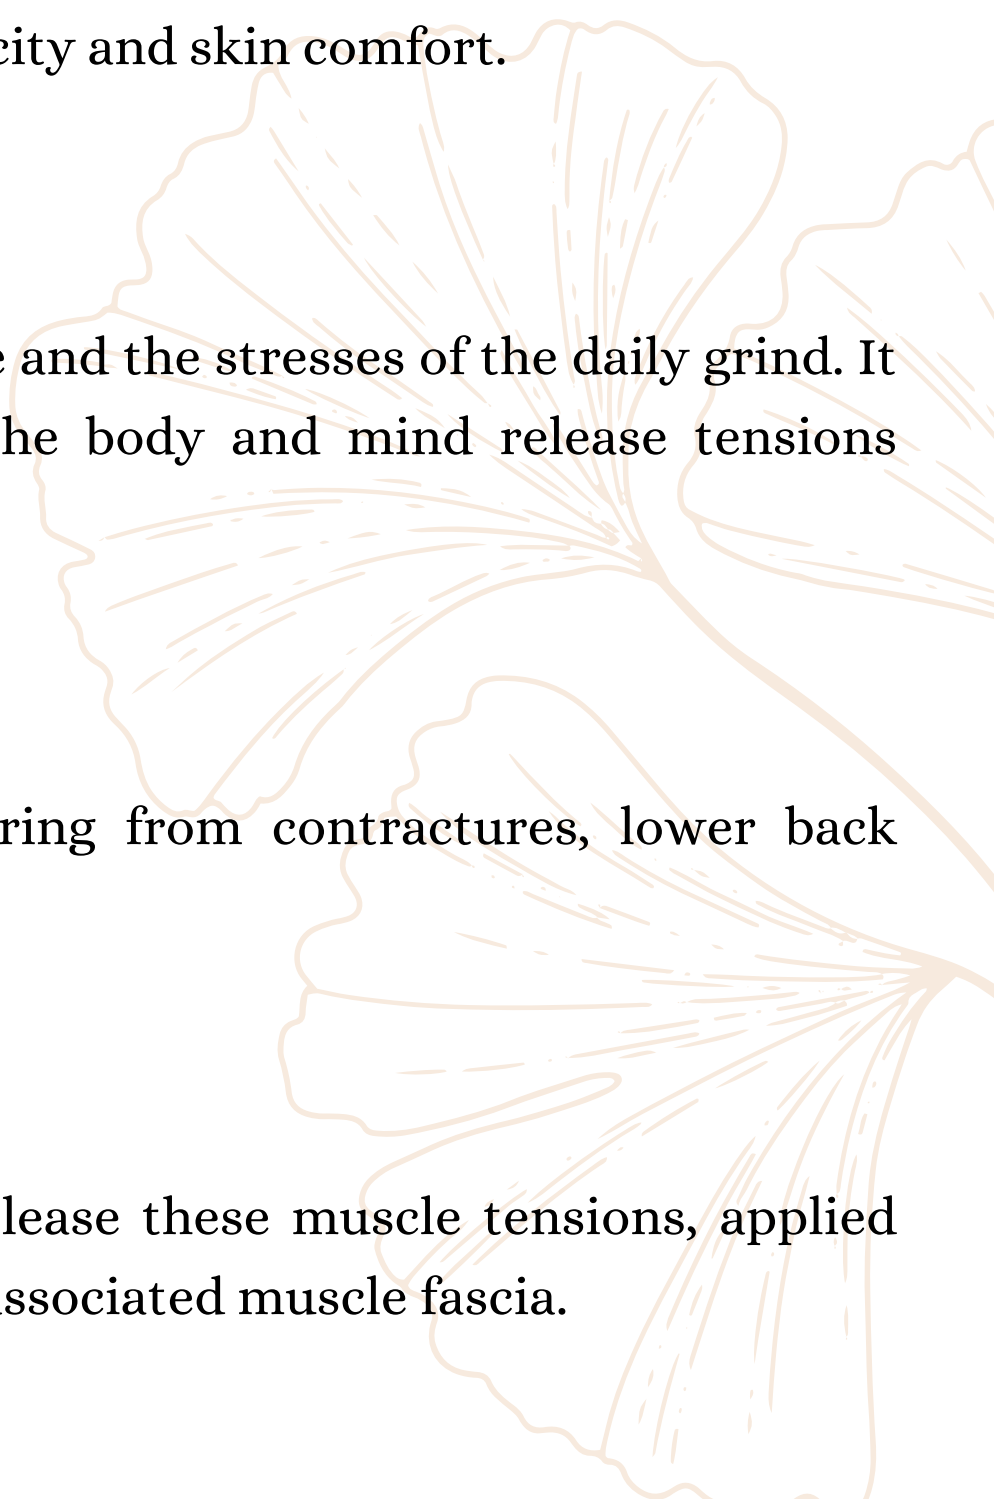 city and skin comfort.
e and the stresses of the daily grind. It
he body and mind release tensions
ring from contractures, lower back
lease these muscle tensions, applied
ssociated muscle fascia.